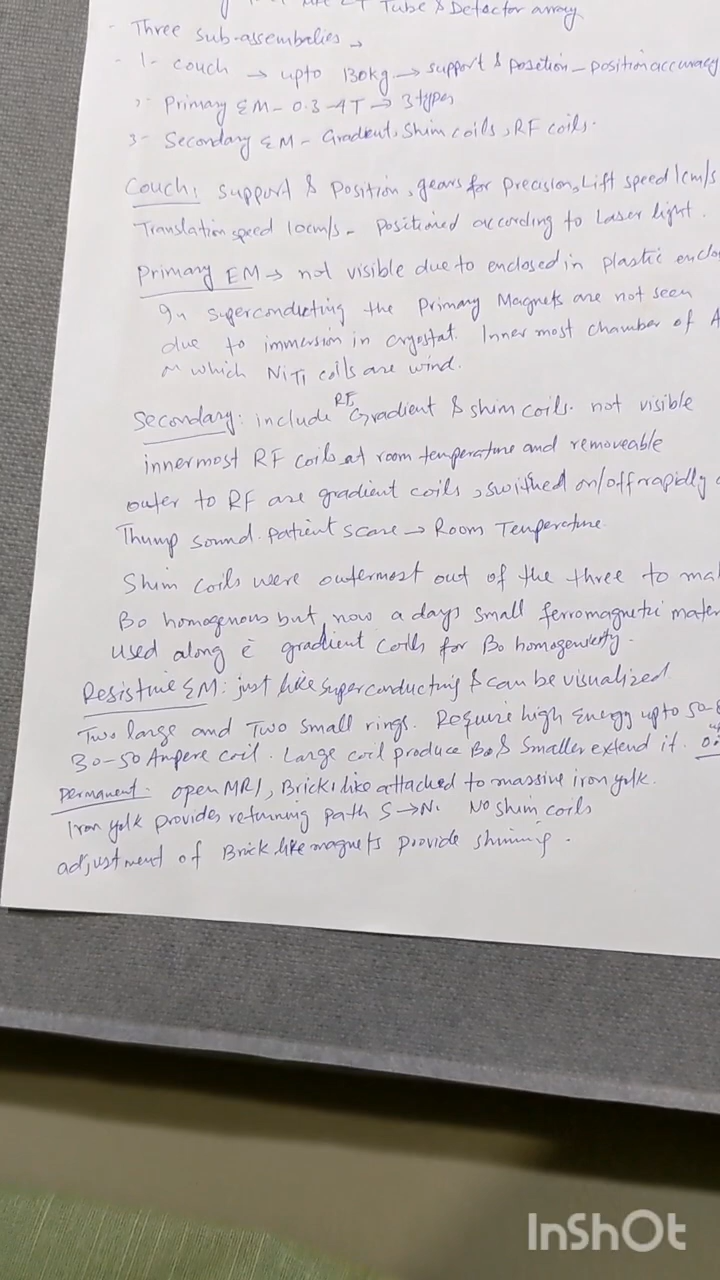 Tube & Detector array
- Three sub-assembalies →
- 1- Couch → upto 130kg → support & position - position accuracy
2- Primary EM - 0.3-4T → 3 types
3- Secondary EM - Gradient, Shim coils, RF coils.
Couch: support & Position, gears for precision, Lift speed 1cm/s
Translation speed 10cm/s - Positioned according to Laser light.
Primary EM → not visible due to enclosed in plastic enclo
In superconducting the Primary Magnets are not seen
due to immersion in cryostat. Inner most chamber of A
on which NiTi coils are wind.
Secondary: include RF Gradient & shim coils. not visible
innermost RF Coils at room temperature and removeable
outer to RF are gradient coils, switched on/off rapidly
Thump sound. Patient scare → Room Temperature.
Shim coils were outermost out of the three to ma
Bo homogenous but now a days small ferromagnetic mater
used along c̄ gradient coils for Bo homogeniety.
Resistive EM: just like superconducting & can be visualized
Two large and Two small rings. Require high Energy upto 50-
30-50 Ampere coil. Large coil produce Bo & Smaller extend it.
Permanent: open MRI, Brick like attached to massive iron yolk.
Iron yolk provides returning path S→N. No shim coils
adjustment of Brick like magnets provide shimming.
InShOt